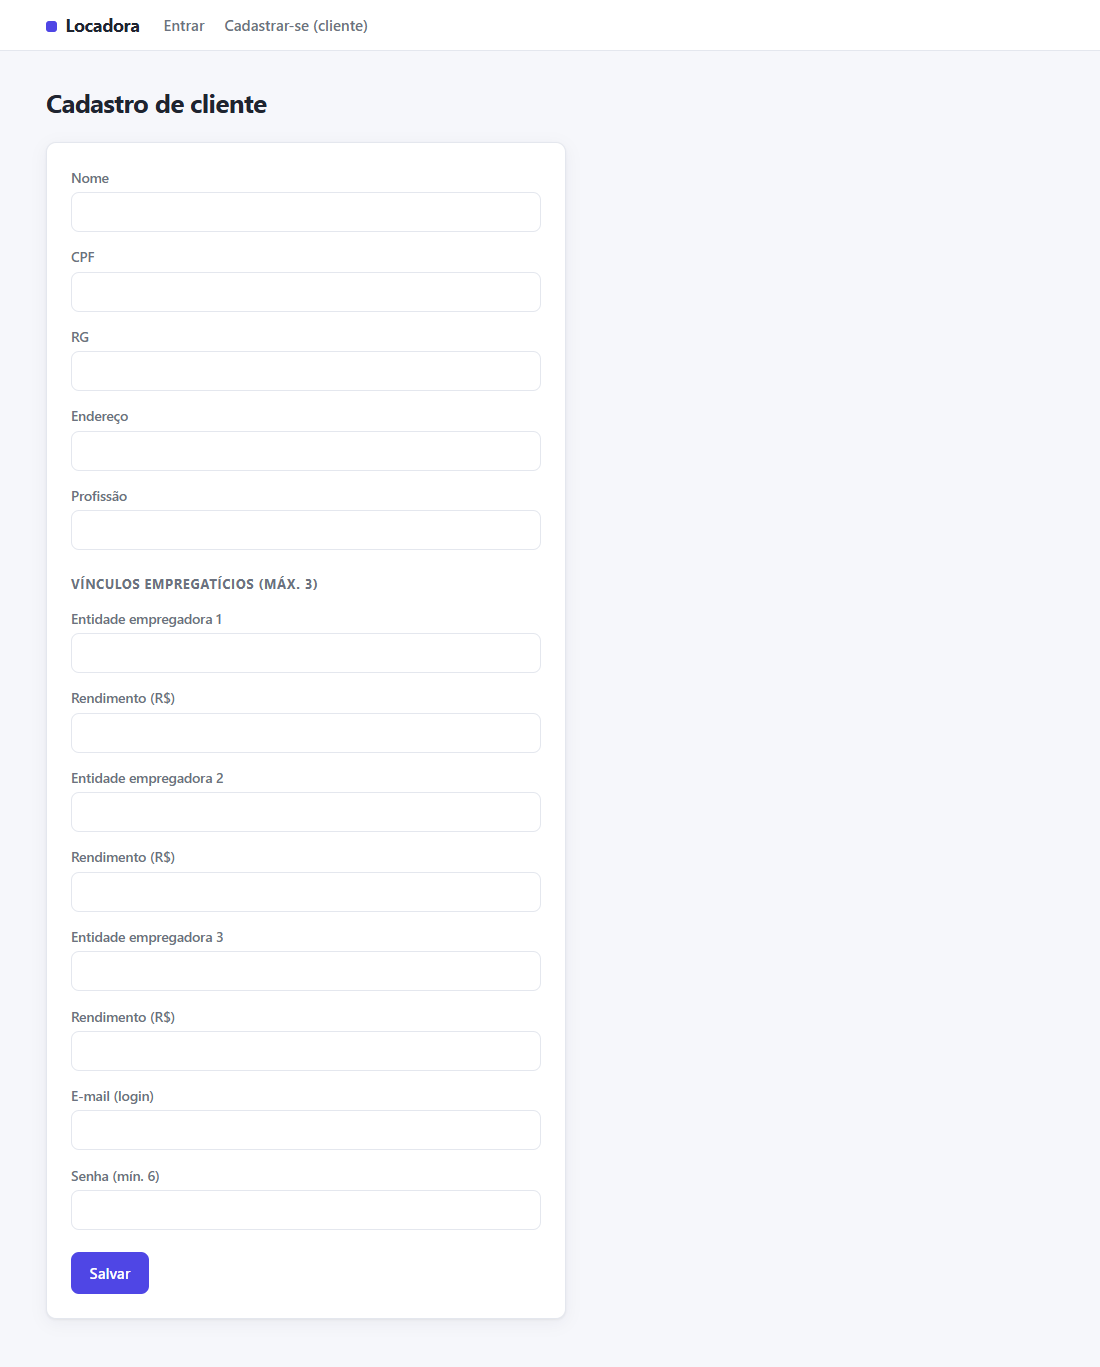 Locadora Entrar Cadastrar-se (cliente)
Cadastro de cliente
Nome
CPF
RG
Endereço
Profissão
VÍNCULOS EMPREGATÍCIOS (MÁX. 3)
Entidade empregadora 1
Rendimento (R$)
Entidade empregadora 2
Rendimento (R$)
Entidade empregadora 3
Rendimento (R$)
E-mail (login)
Senha (mín. 6)
Salvar